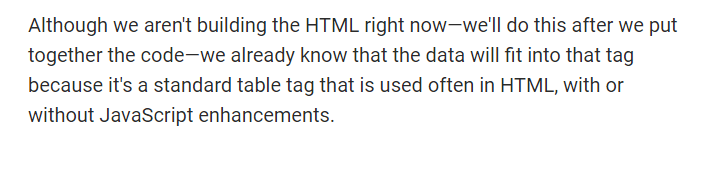 Although we aren't building the HTML right now—we'll do this after we put
together the code—we already know that the data will fit into that tag
because it's a standard table tag that is used often in HTML, with or
without JavaScript enhancements.